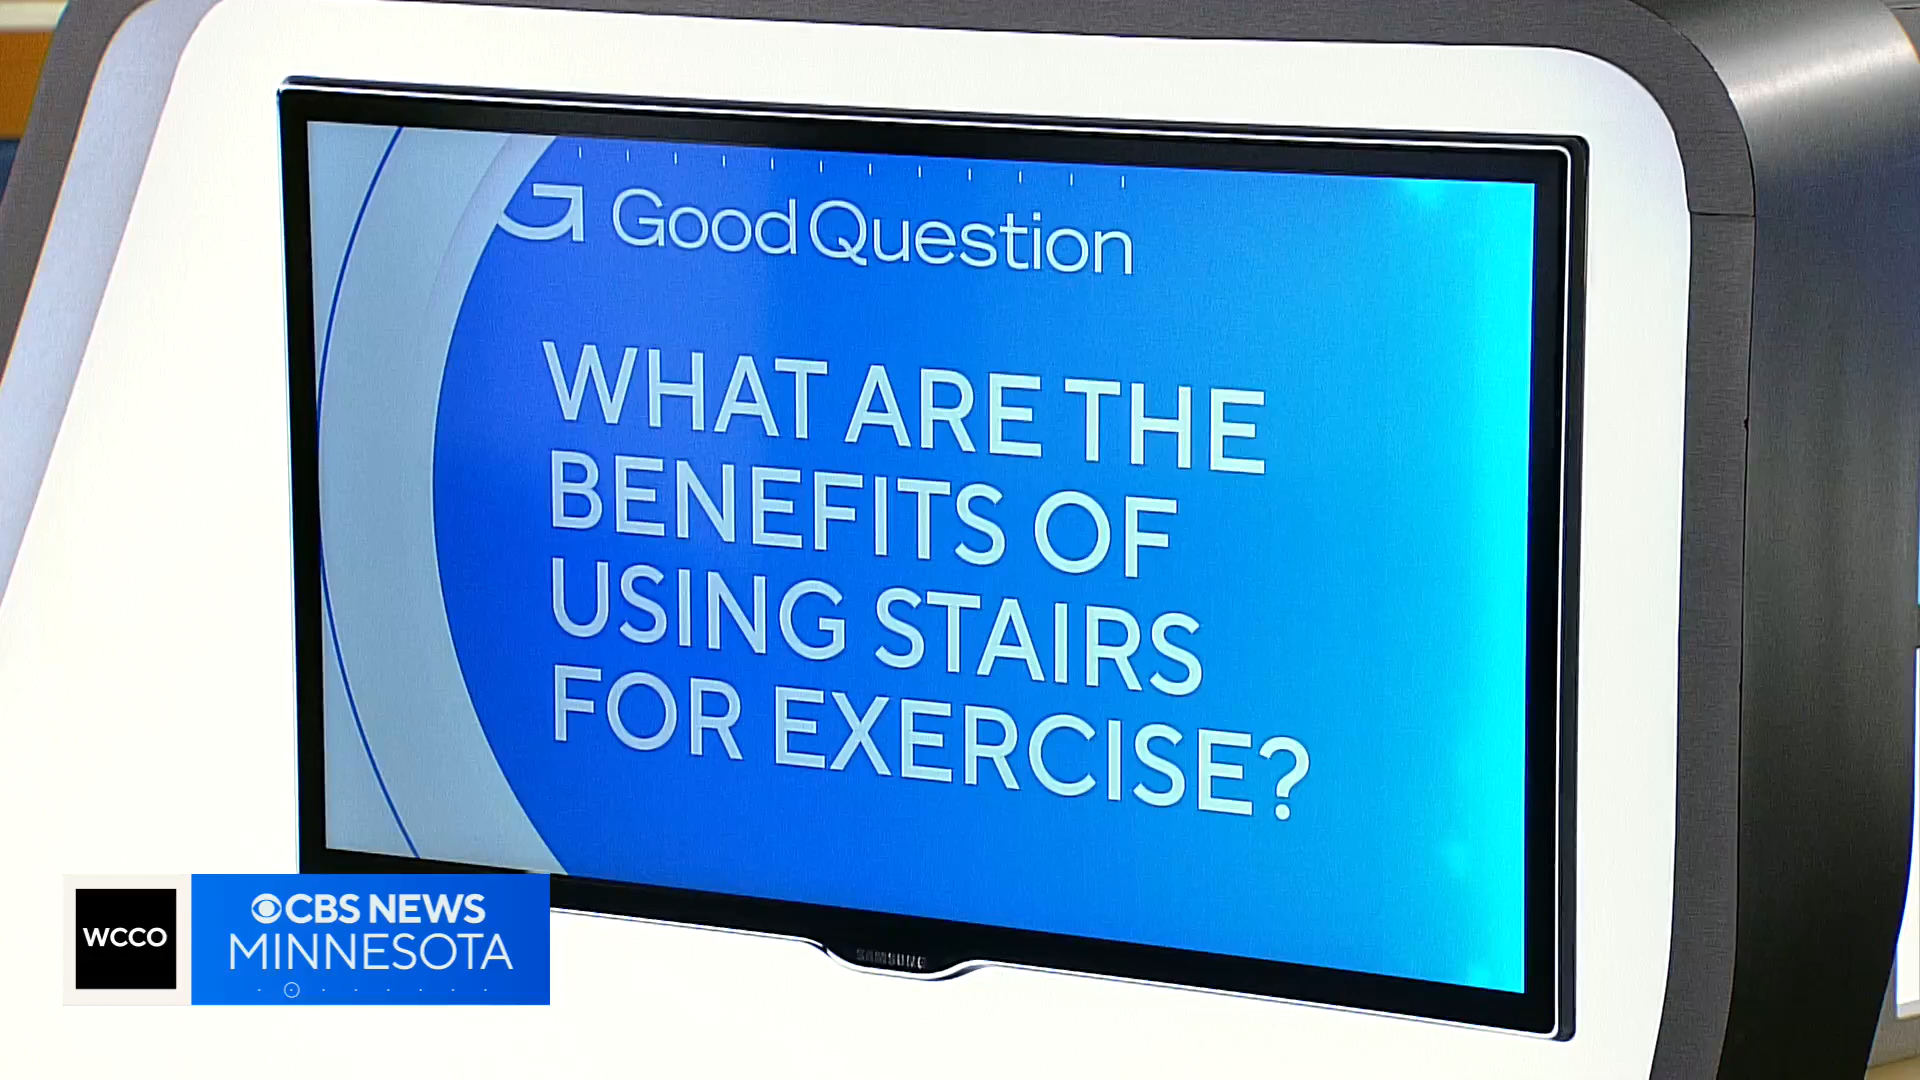 Good Question
WHAT ARE THE
BENEFITS OF
USING STAIRS
FOR EXERCISE?
SAMSUNG
WCCO
CBS NEWS
MINNESOTA